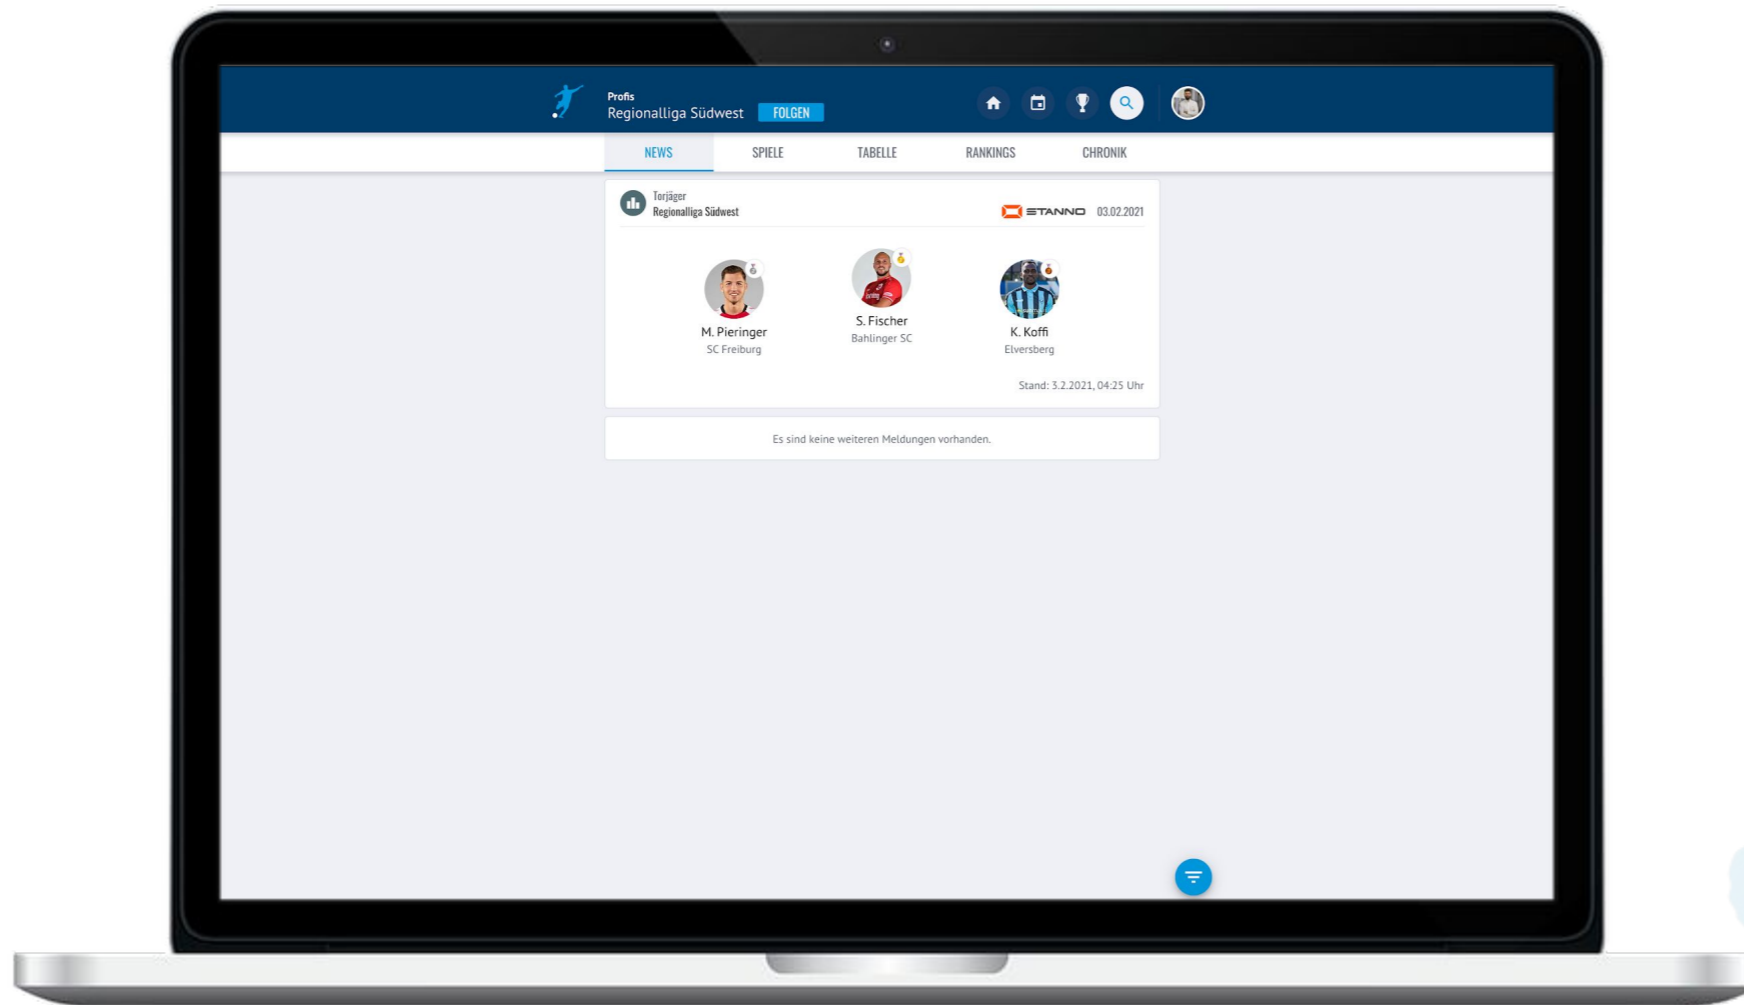 Profis
Regionalliga Südwest FOLGEN
NEWS SPIELE TABELLE RANKINGS CHRONIK
Torjäger
Regionalliga Südwest
STANNO 03.02.2021
M. Pieringer
SC Freiburg
S. Fischer
Bahlinger SC
K. Koffi
Elversberg
Stand: 3.2.2021, 04:25 Uhr
Es sind keine weiteren Meldungen vorhanden.